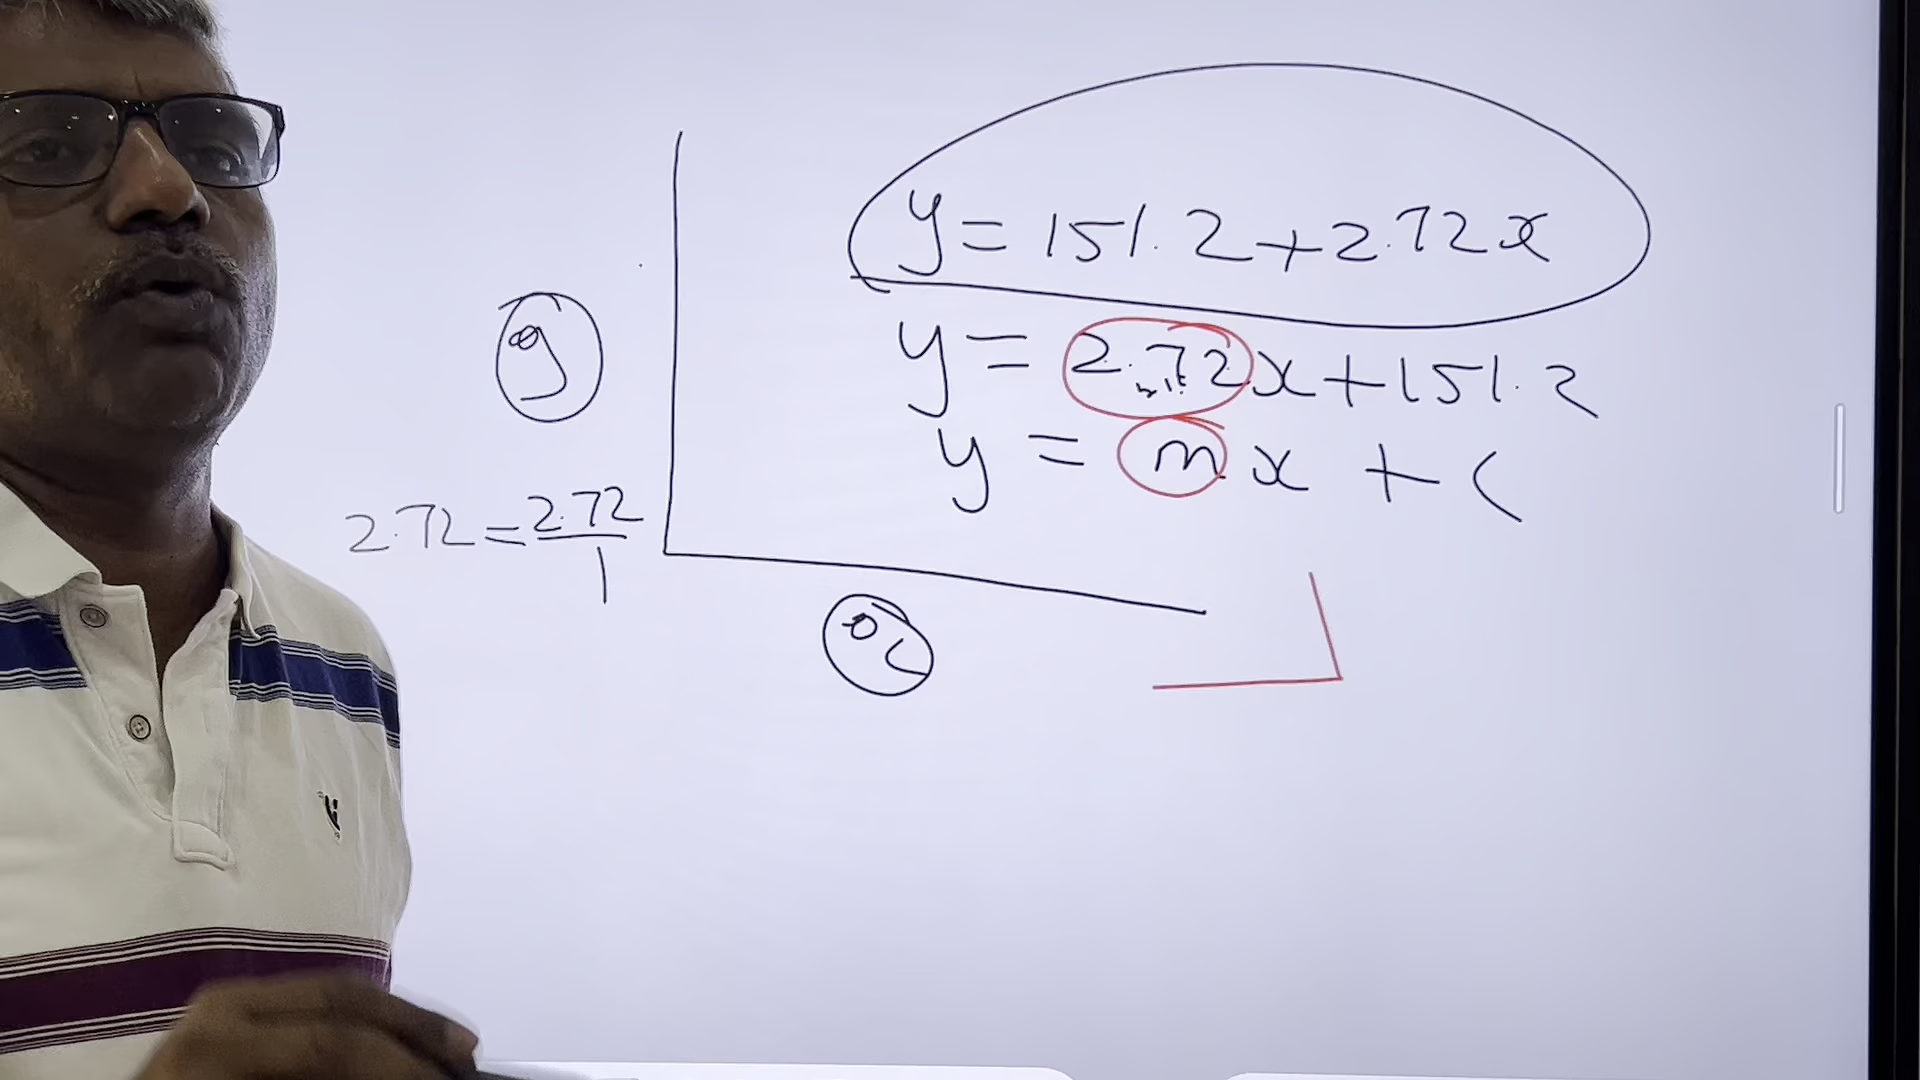 y = 151.2 + 2.72x
y = 2.72x + 151.2
y = mx + c
y
2.72 = 2.72/1
x